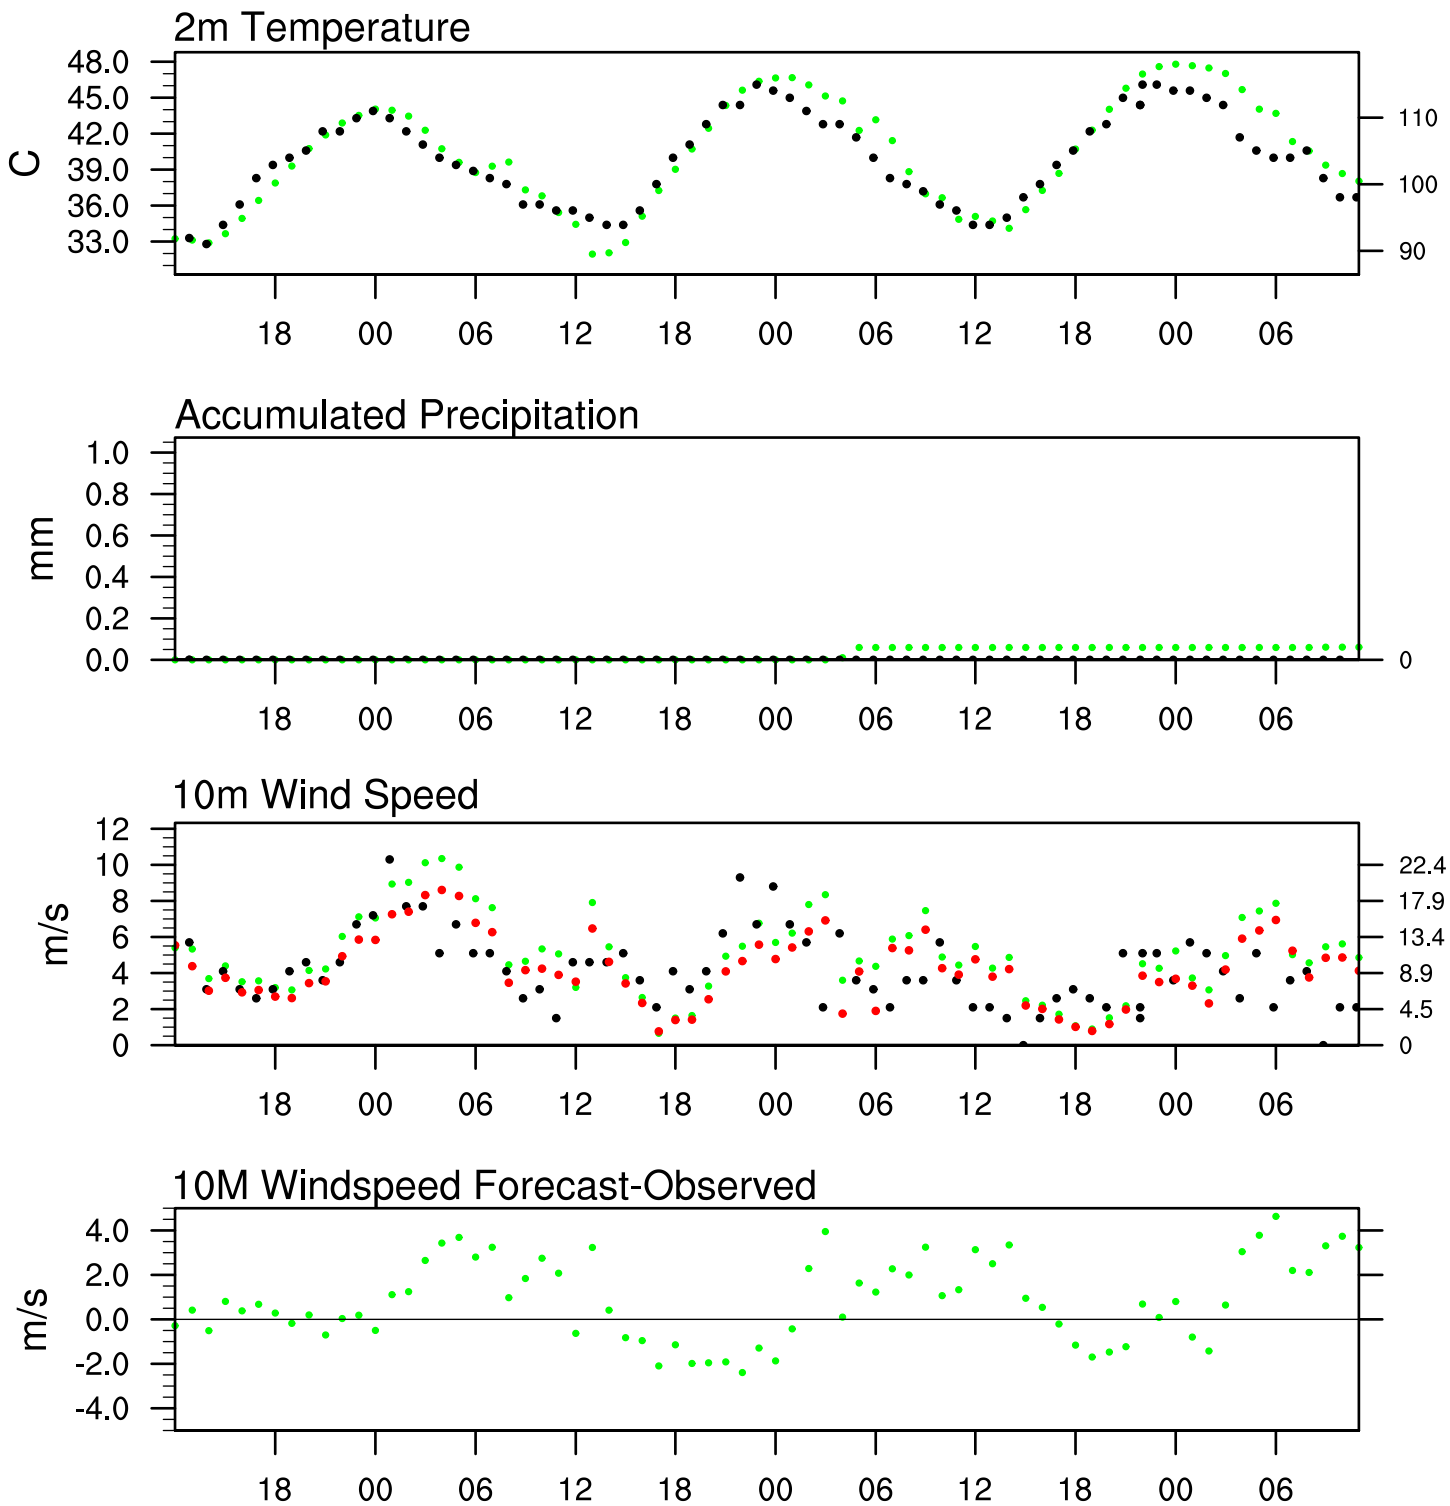 2m Temperature
48.0
45.0
42.0
39.0
36.0
33.0
C
110
100
90
18 00 06 12 18 00 06 12 18 00 06
Accumulated Precipitation
1.0
0.8
0.6
0.4
0.2
0.0
mm
0
18 00 06 12 18 00 06 12 18 00 06
10m Wind Speed
12
10
8
6
4
2
0
m/s
22.4
17.9
13.4
8.9
4.5
0
18 00 06 12 18 00 06 12 18 00 06
10M Windspeed Forecast-Observed
4.0
2.0
0.0
-2.0
-4.0
m/s
18 00 06 12 18 00 06 12 18 00 06